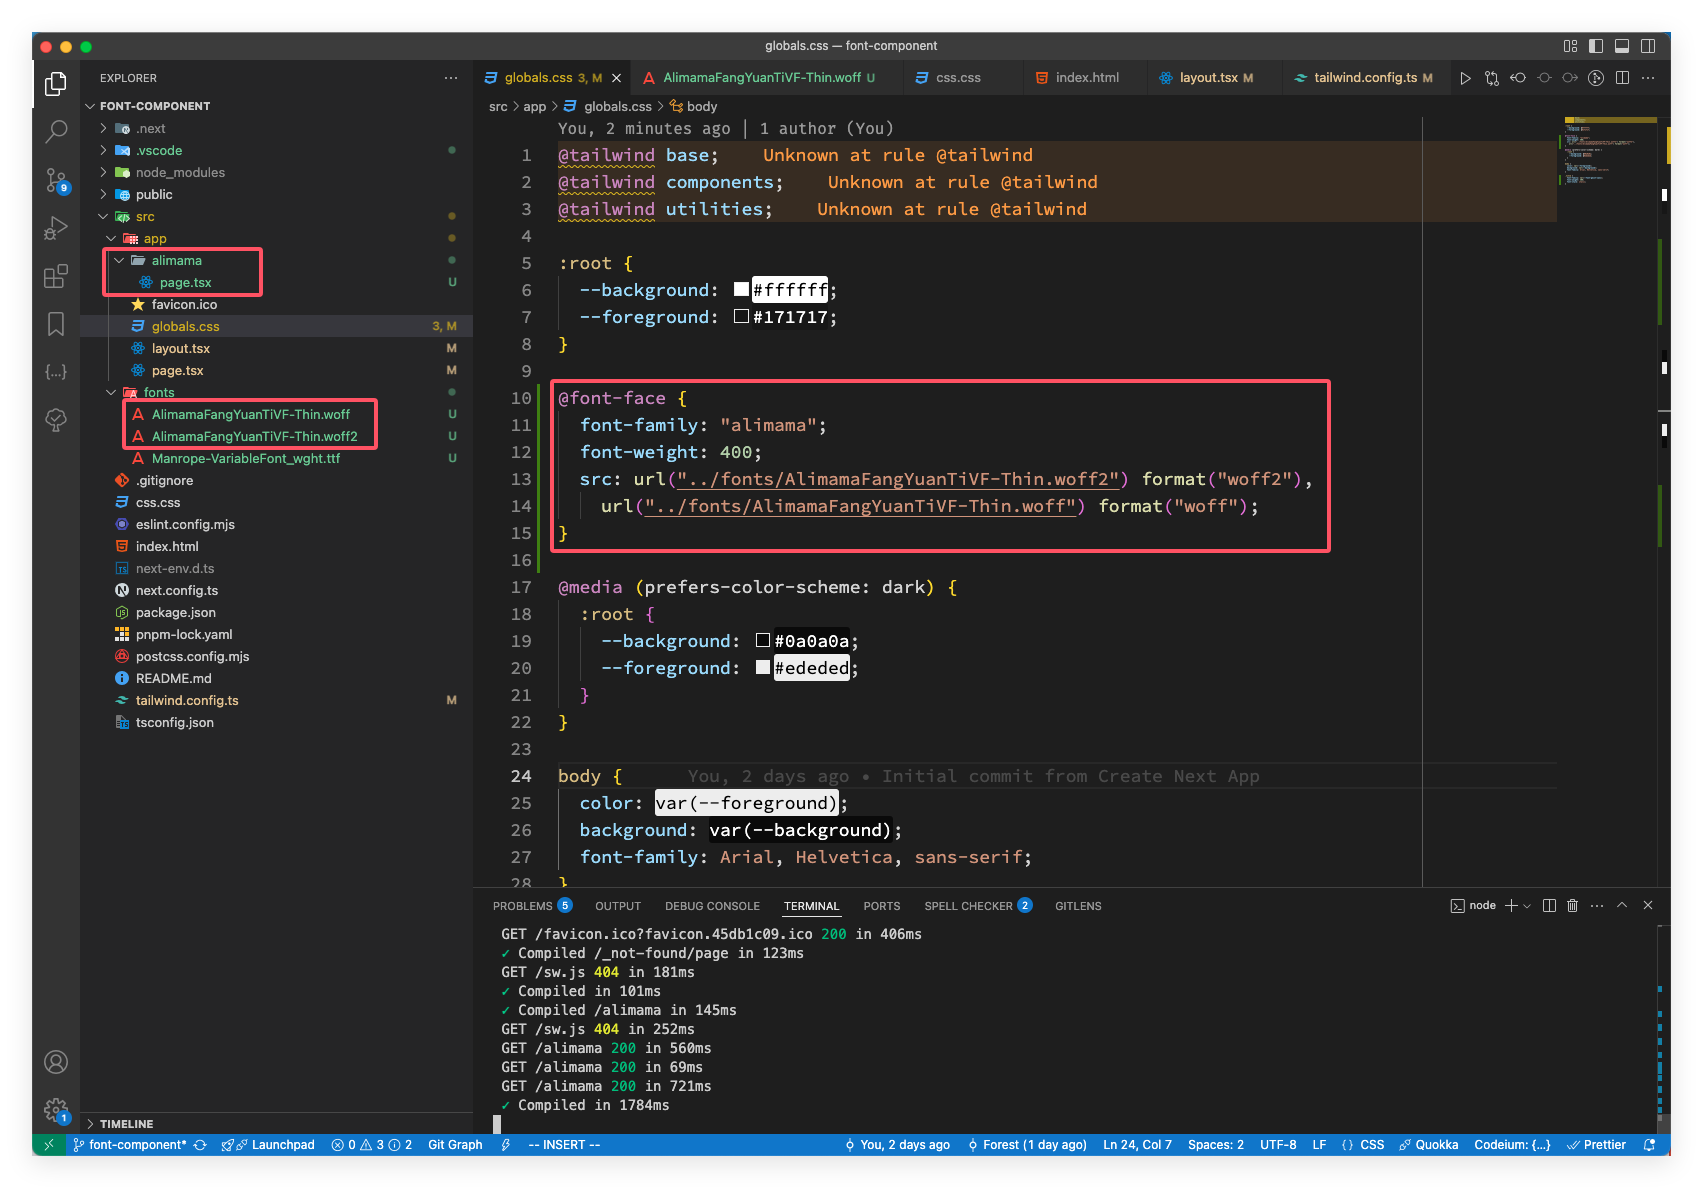 globals.css — font-component
EXPLORER
FONT-COMPONENT
.next
.vscode
node_modules
public
src
app
alimama
page.tsx U
favicon.ico
globals.css 3, M
layout.tsx M
page.tsx M
fonts
AlimamaFangYuanTiVF-Thin.woff U
AlimamaFangYuanTiVF-Thin.woff2 U
Manrope-VariableFont_wght.ttf U
.gitignore
css.css
eslint.config.mjs
index.html
next-env.d.ts
next.config.ts
package.json
pnpm-lock.yaml
postcss.config.mjs
README.md
tailwind.config.ts M
tsconfig.json
TIMELINE
9
1
globals.css 3, M AlimamaFangYuanTiVF-Thin.woff U css.css index.html layout.tsx M tailwind.config.ts M
src > app > globals.css > body
You, 2 minutes ago | 1 author (You)
1 @tailwind base; Unknown at rule @tailwind
2 @tailwind components; Unknown at rule @tailwind
3 @tailwind utilities; Unknown at rule @tailwind
4
5 :root {
6 --background: #ffffff;
7 --foreground: #171717;
8 }
9
10 @font-face {
11 font-family: "alimama";
12 font-weight: 400;
13 src: url("../fonts/AlimamaFangYuanTiVF-Thin.woff2") format("woff2"),
14 url("../fonts/AlimamaFangYuanTiVF-Thin.woff") format("woff");
15 }
16
17 @media (prefers-color-scheme: dark) {
18 :root {
19 --background: #0a0a0a;
20 --foreground: #ededed;
21 }
22 }
23
24 body { You, 2 days ago • Initial commit from Create Next App
25 color: var(--foreground);
26 background: var(--background);
27 font-family: Arial, Helvetica, sans-serif;
28 }
PROBLEMS 5 OUTPUT DEBUG CONSOLE TERMINAL PORTS SPELL CHECKER 2 GITLENS node
GET /favicon.ico?favicon.45db1c09.ico 200 in 406ms
✓ Compiled /_not-found/page in 123ms
GET /sw.js 404 in 181ms
✓ Compiled in 101ms
✓ Compiled /alimama in 145ms
GET /sw.js 404 in 252ms
GET /alimama 200 in 560ms
GET /alimama 200 in 69ms
GET /alimama 200 in 721ms
✓ Compiled in 1784ms
font-component* Launchpad 0 3 2 Git Graph -- INSERT -- You, 2 days ago Forest (1 day ago) Ln 24, Col 7 Spaces: 2 UTF-8 LF {} CSS Quokka Codeium: {...} Prettier